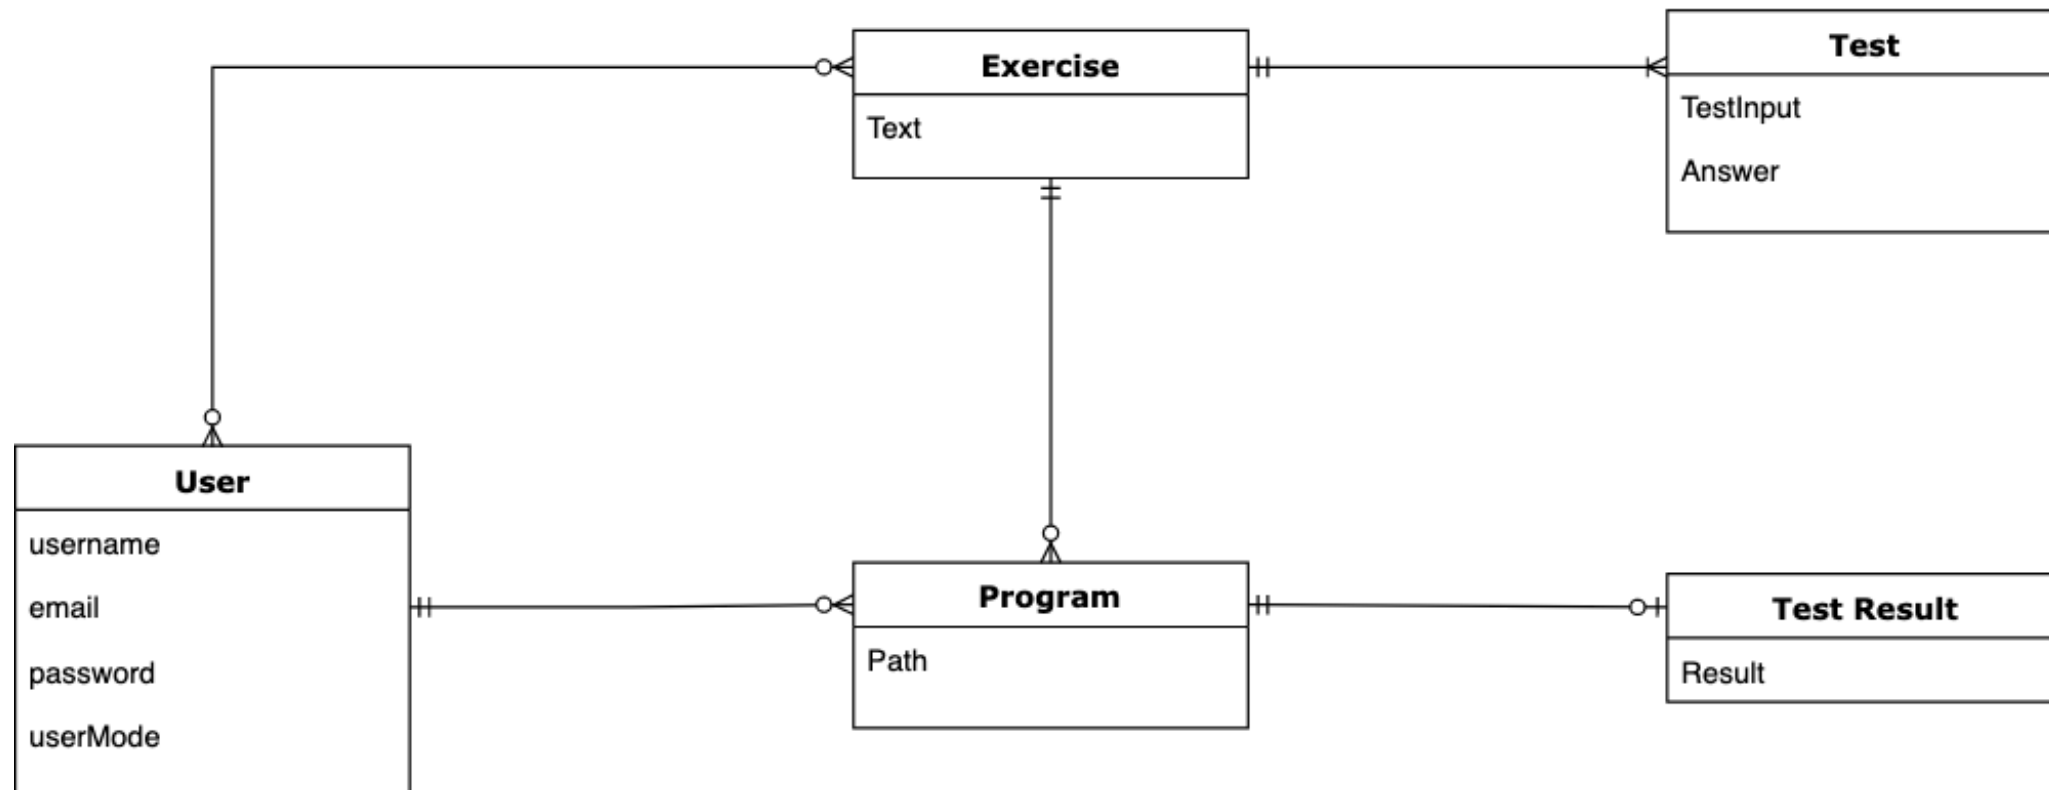 Exercise
Text
Test
TestInput
Answer
User
username
email
password
userMode
Program
Path
Test Result
Result